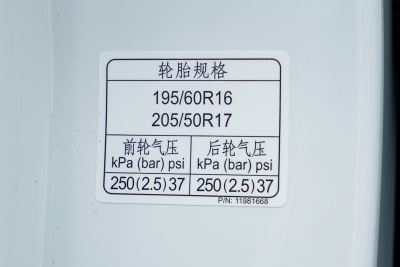 轮胎规格
195/60R16
205/50R17
前轮气压 后轮气压
kPa (bar) psi kPa (bar) psi
250(2.5)37 250(2.5)37
P/N: 11981668